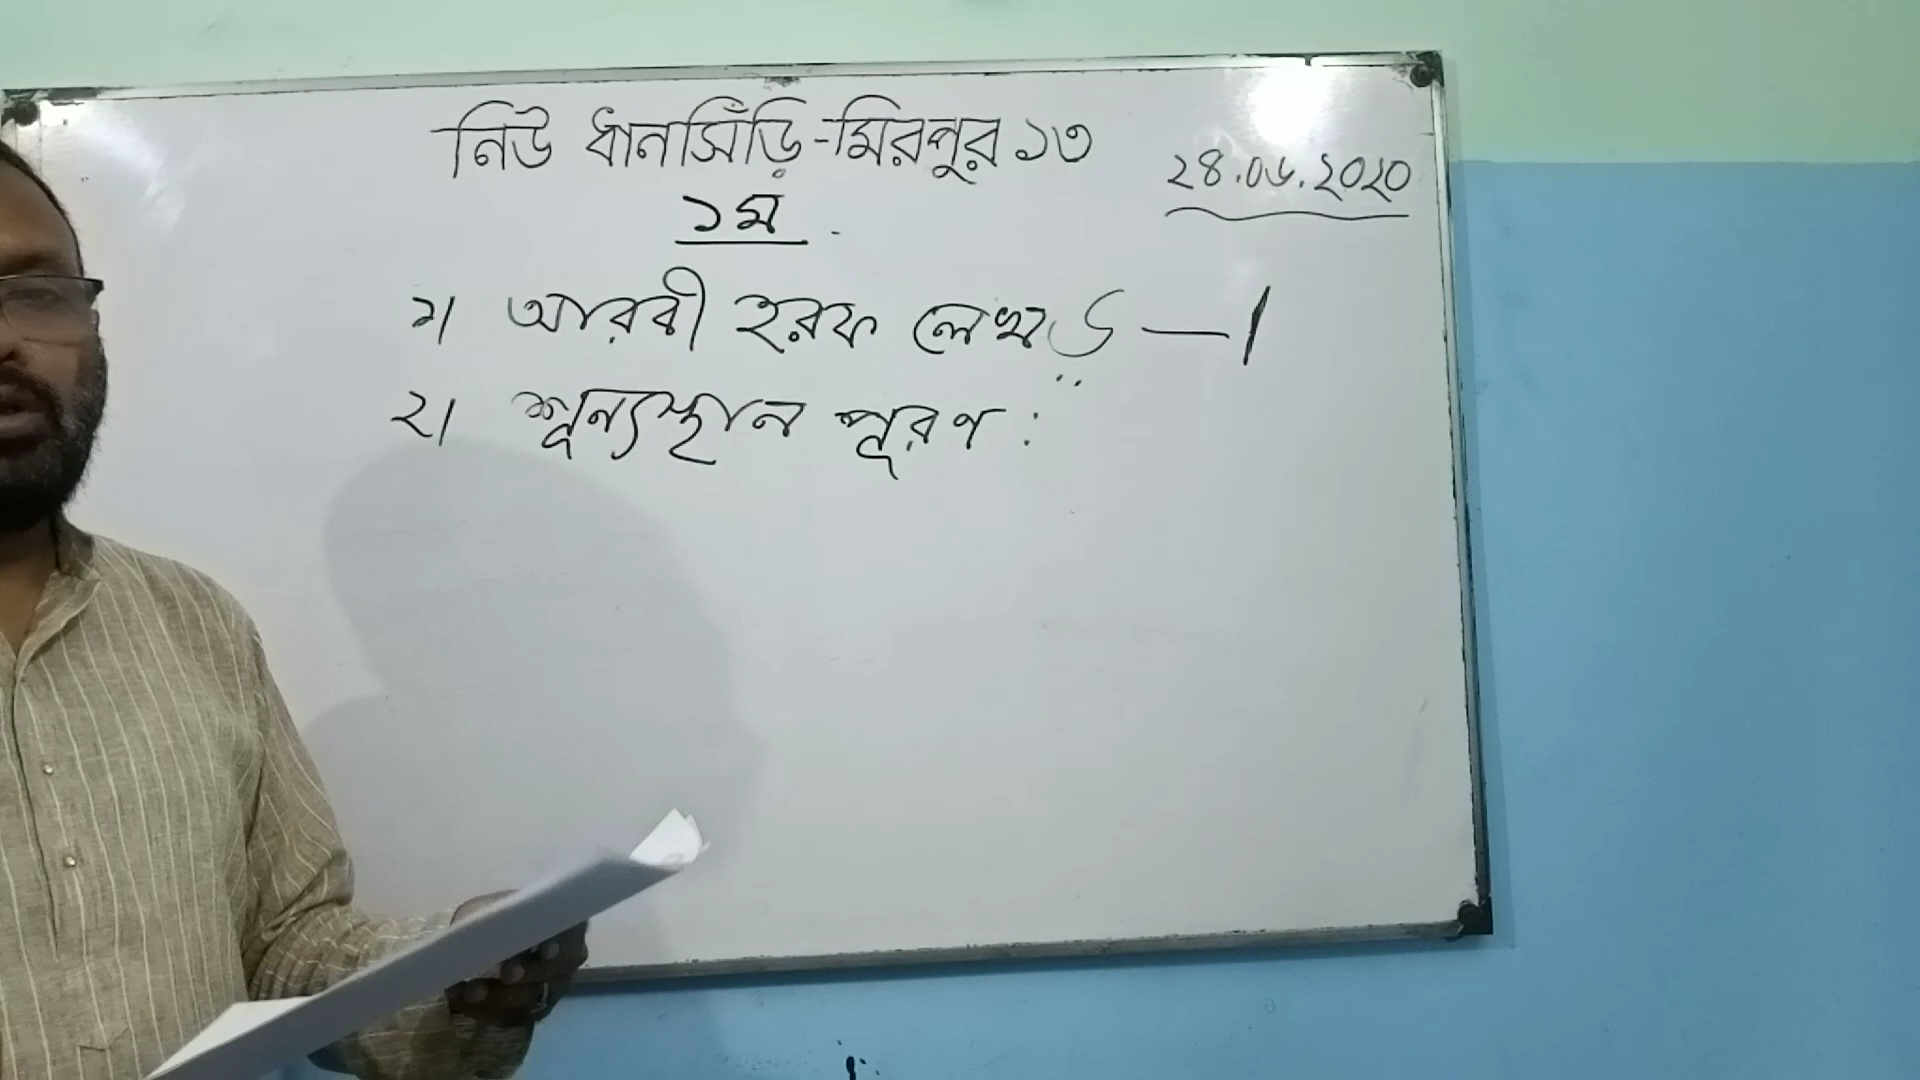 নিউ ধানসিঁড়ি-মিরপুর ১৩
২৪.০৬.২০২০
১ম
১। আরবী হরফ লেখ ي — ا
২। শূন্যস্থান পূরণ :